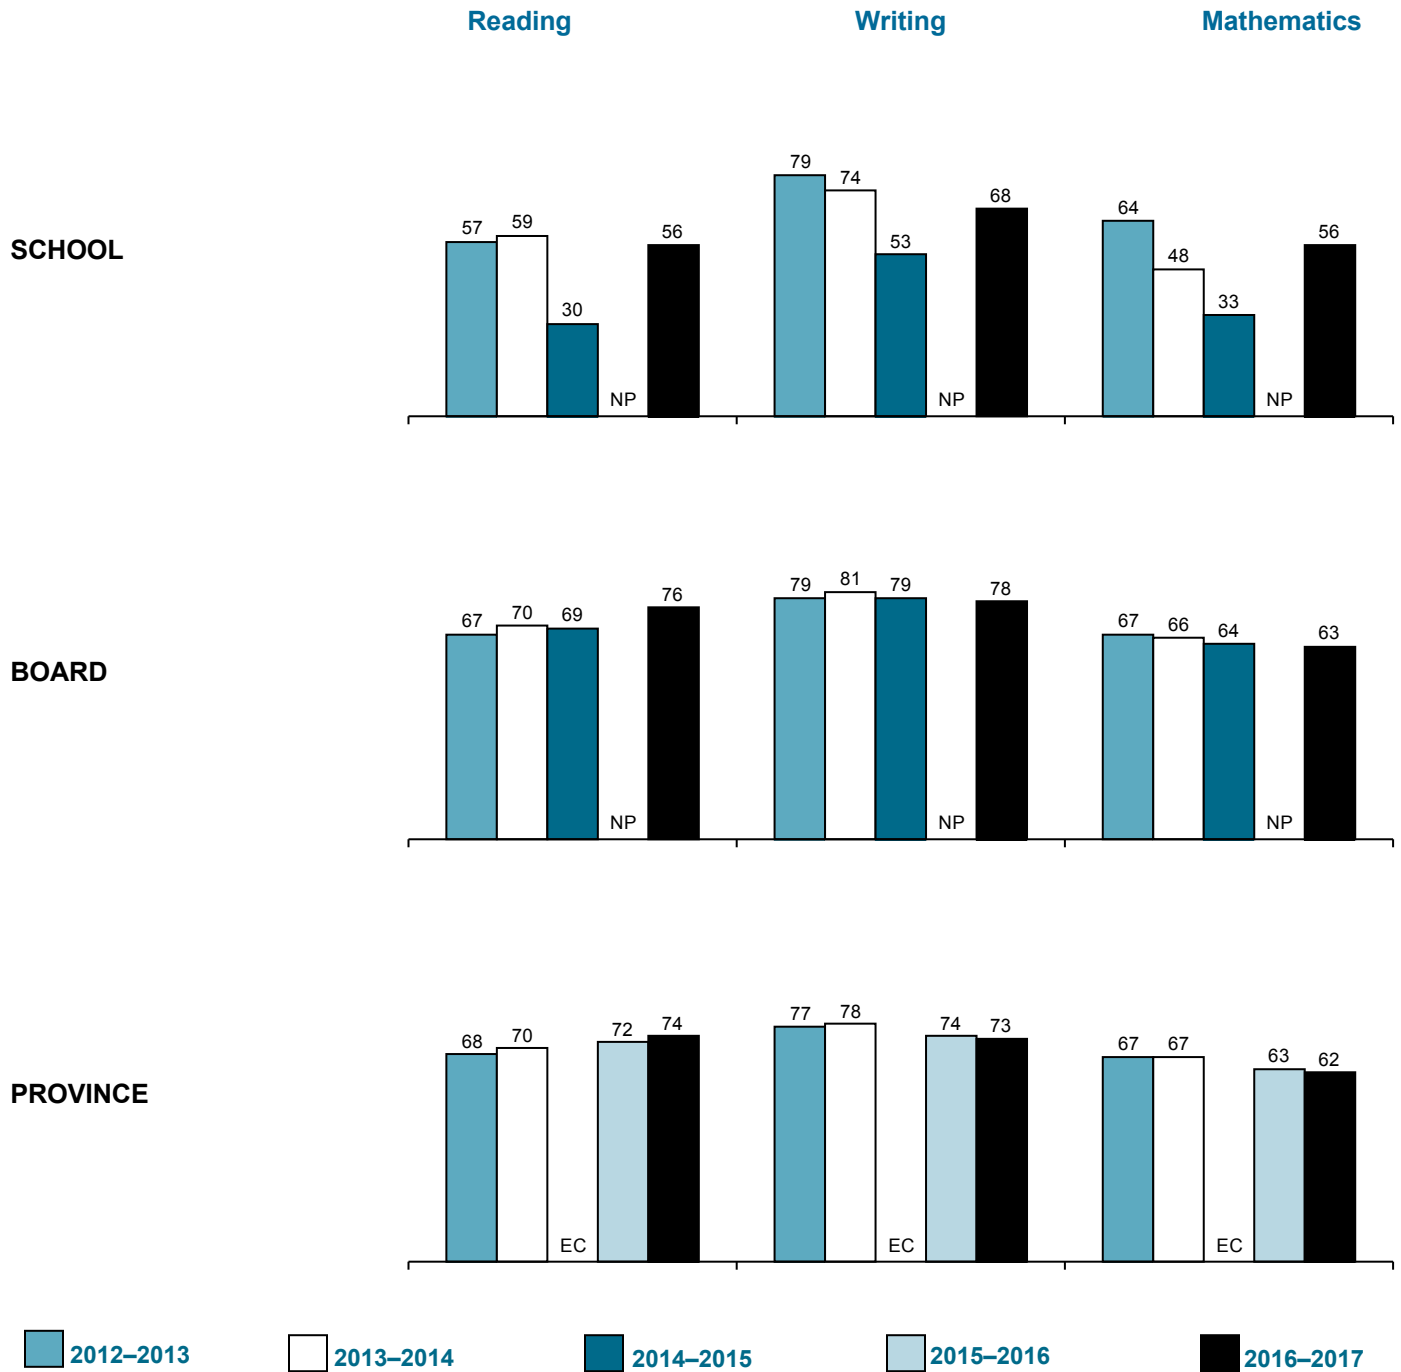 Reading Writing Mathematics
SCHOOL
57 59 30 NP 56
79 74 53 NP 68
64 48 33 NP 56
BOARD
67 70 69 NP 76
79 81 79 NP 78
67 66 64 NP 63
PROVINCE
68 70 EC 72 74
77 78 EC 74 73
67 67 EC 63 62
2012–2013 2013–2014 2014–2015 2015–2016 2016–2017